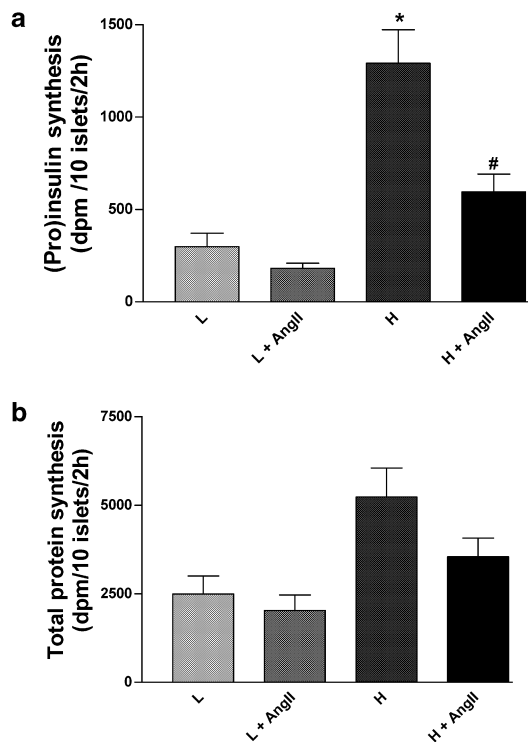 a
(Pro)insulin synthesis
(dpm /10 islets/2h)
1500
1000
500
0
*
#
L
L + AngII
H
H + AngII
b
Total protein synthesis
(dpm/10 islets/2h)
7500
5000
2500
0
L
L + AngII
H
H + AngII